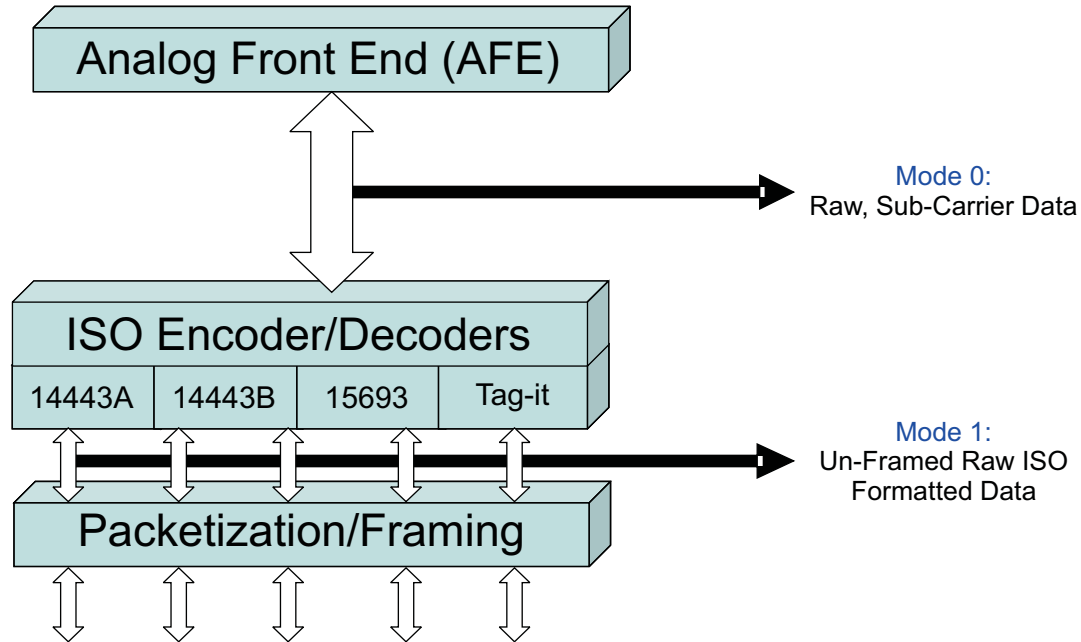 Analog Front End (AFE)
Mode 0:
Raw, Sub-Carrier Data
ISO Encoder/Decoders
14443A
14443B
15693
Tag-it
Mode 1:
Un-Framed Raw ISO
Formatted Data
Packetization/Framing